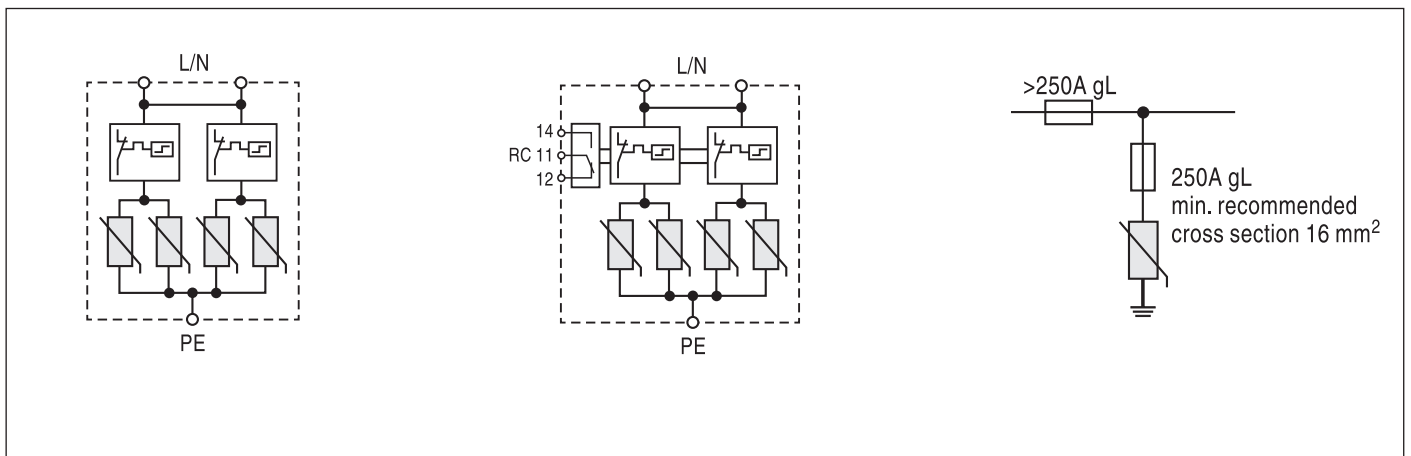 L/N
PE
L/N
14
RC 11
12
PE
>250A gL
250A gL
min. recommended
cross section 16 mm²